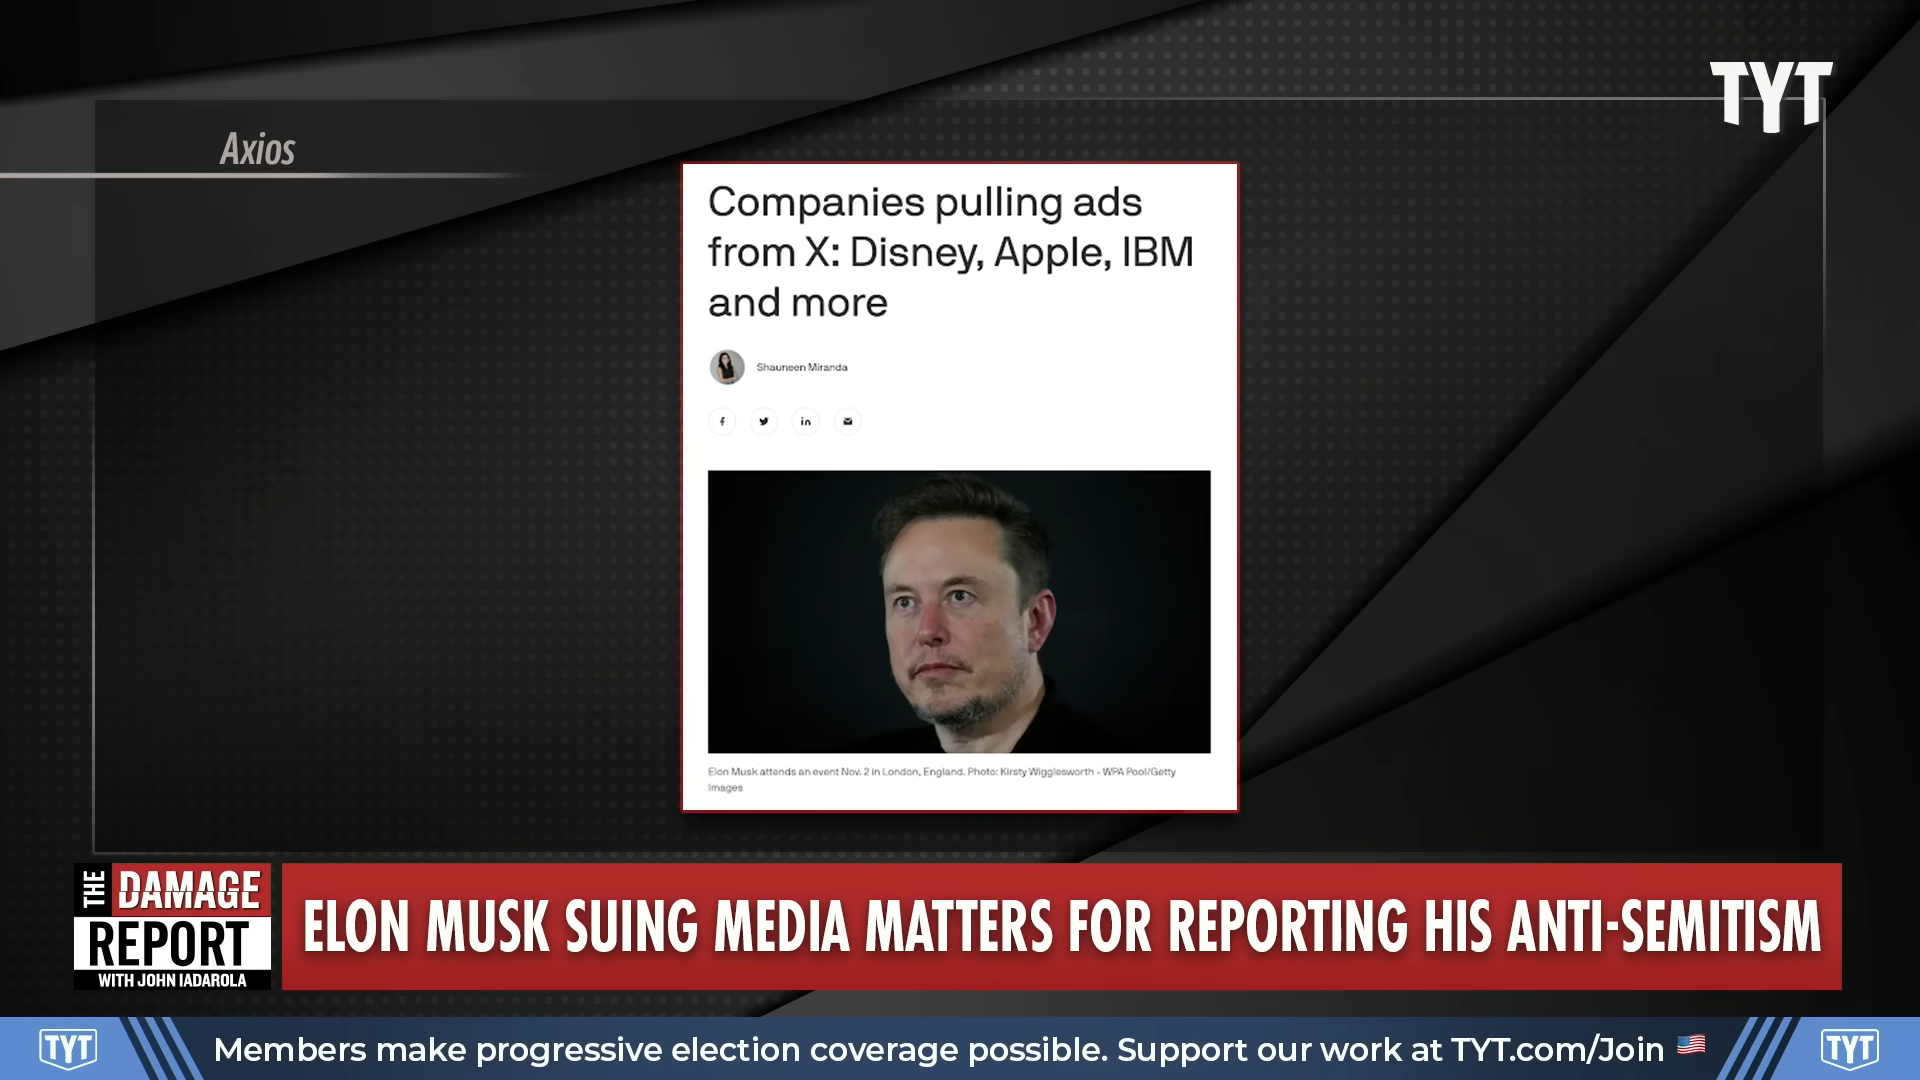 TYT
Axios
Companies pulling ads
from X: Disney, Apple, IBM
and more
Shauneen Miranda
Elon Musk attends an event Nov. 2 in London, England. Photo: Kirsty Wigglesworth - WPA Pool/Getty
Images
THE DAMAGE
REPORT
WITH JOHN IADAROLA
ELON MUSK SUING MEDIA MATTERS FOR REPORTING HIS ANTI-SEMITISM
TYT
Members make progressive election coverage possible. Support our work at TYT.com/Join
TYT